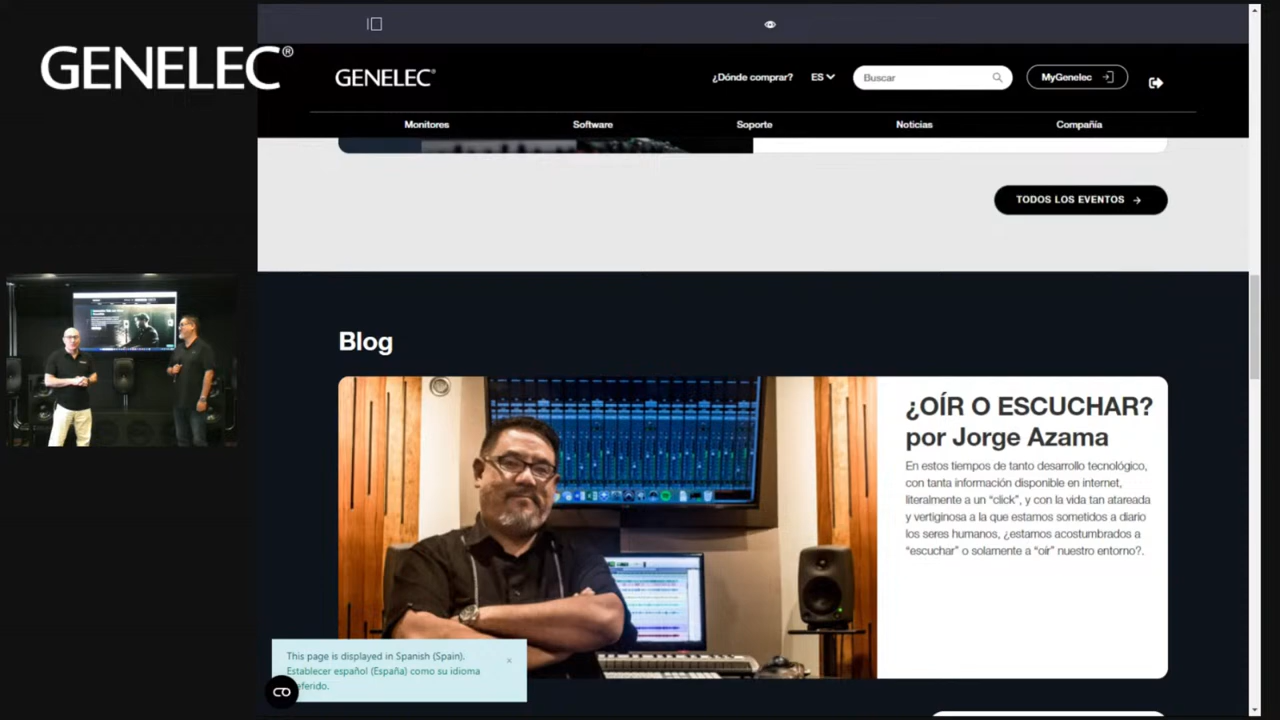 GENELEC®
GENELEC®
¿Dónde comprar?
ES
Buscar
MyGenelec
Monitores
Software
Soporte
Noticias
Compañía
TODOS LOS EVENTOS →
Blog
¿OÍR O ESCUCHAR?
por Jorge Azama
En estos tiempos de tanto desarrollo tecnológico,
con tanta información disponible en internet,
literalmente a un “click”, y con la vida tan atareada
y vertiginosa a la que estamos sometidos a diario
los seres humanos, ¿estamos acostumbrados a
“escuchar” o solamente a “oír” nuestro entorno?.
This page is displayed in Spanish (Spain).
Establecer español (España) como su idioma
eferido.